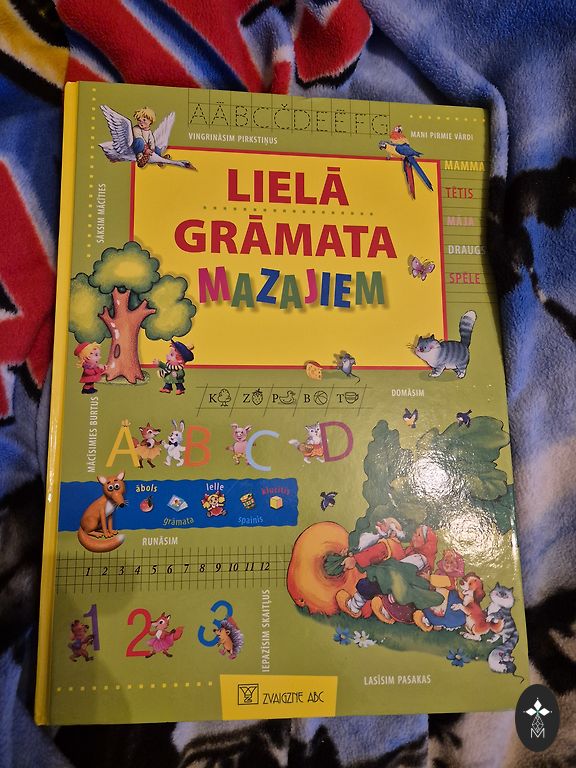 AĀBCČDEĒFG
VINGRINĀSIM PIRKSTIŅUS
MANI PIRMIE VĀRDI
LIELĀ
GRĀMATA
MAZAJIEM
MAMMA
TĒTIS
MĀJA
DRAUGS
SPĒLE
SĀKSIM MĀCĪTIES
MĀCĪSIMIES BURTUS
K Z P B T
DOMĀSIM
A B C D
ābols
grāmata
lelle
spainis
klucītis
RUNĀSIM
1 2 3 4 5 6 7 8 9 10 11 12
1 2 3
IEPAZĪSIM SKAITĻUS
LASĪSIM PASAKAS
ZVAIGZNE ABC
M